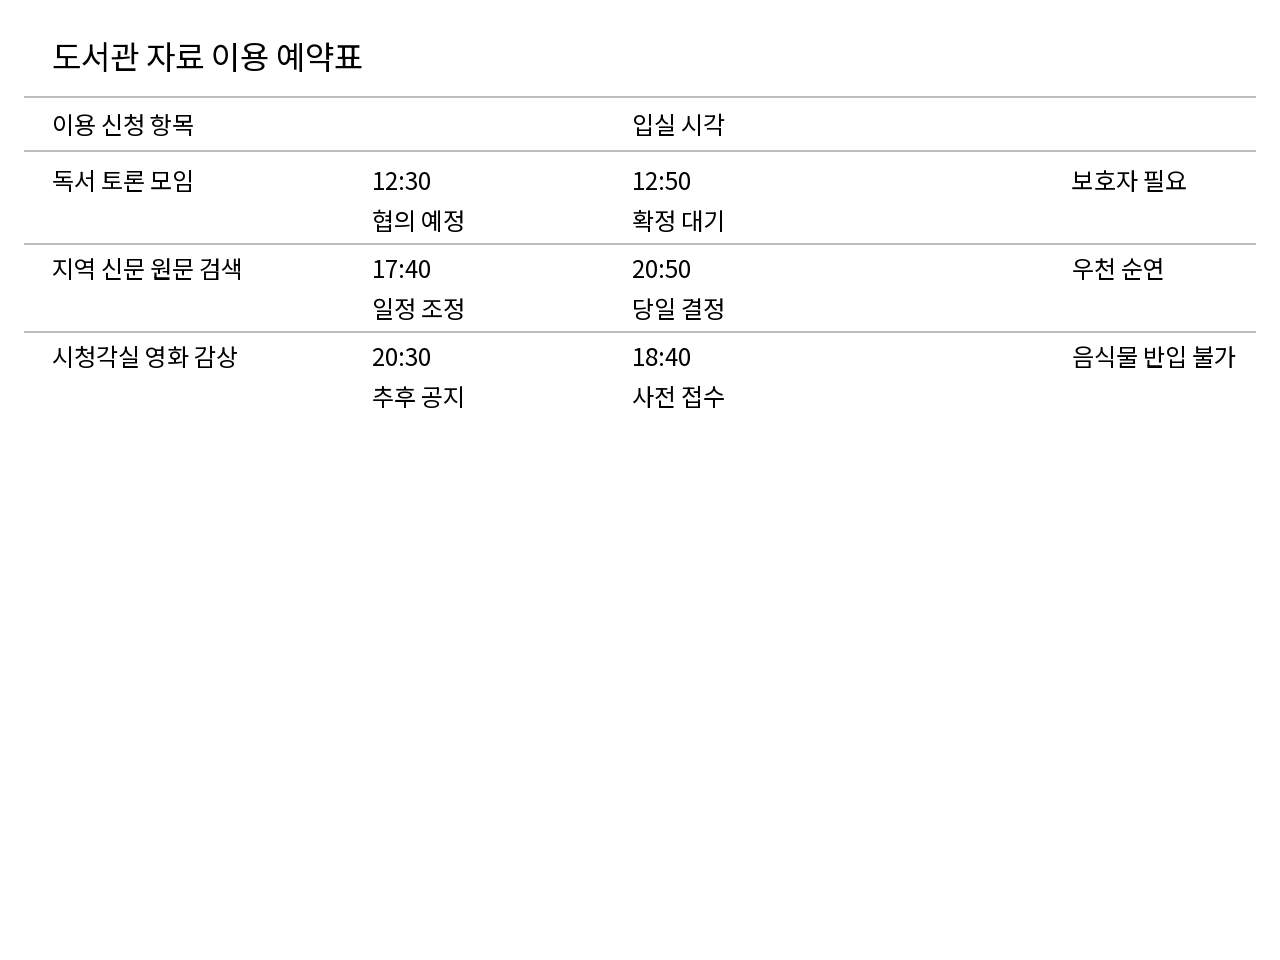 도서관 자료 이용 예약표
이용 신청 항목 입실 시각
독서 토론 모임 12:30 12:50 보호자 필요
협의 예정 확정 대기
지역 신문 원문 검색 17:40 20:50 우천 순연
일정 조정 당일 결정
시청각실 영화 감상 20:30 18:40 음식물 반입 불가
추후 공지 사전 접수